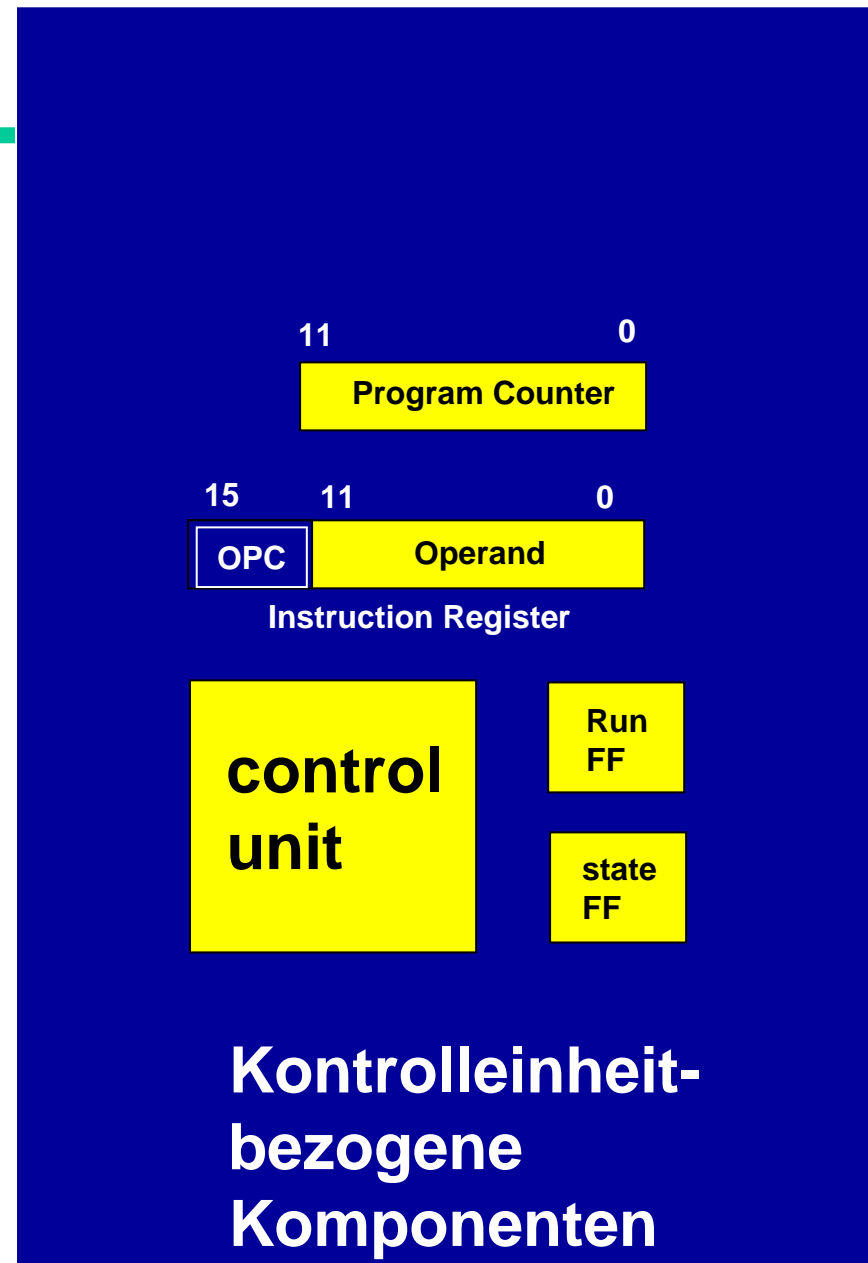 11 0
Program Counter
15 11 0
OPC Operand
Instruction Register
control
unit
Run
FF
state
FF
Kontrolleinheit-
bezogene
Komponenten